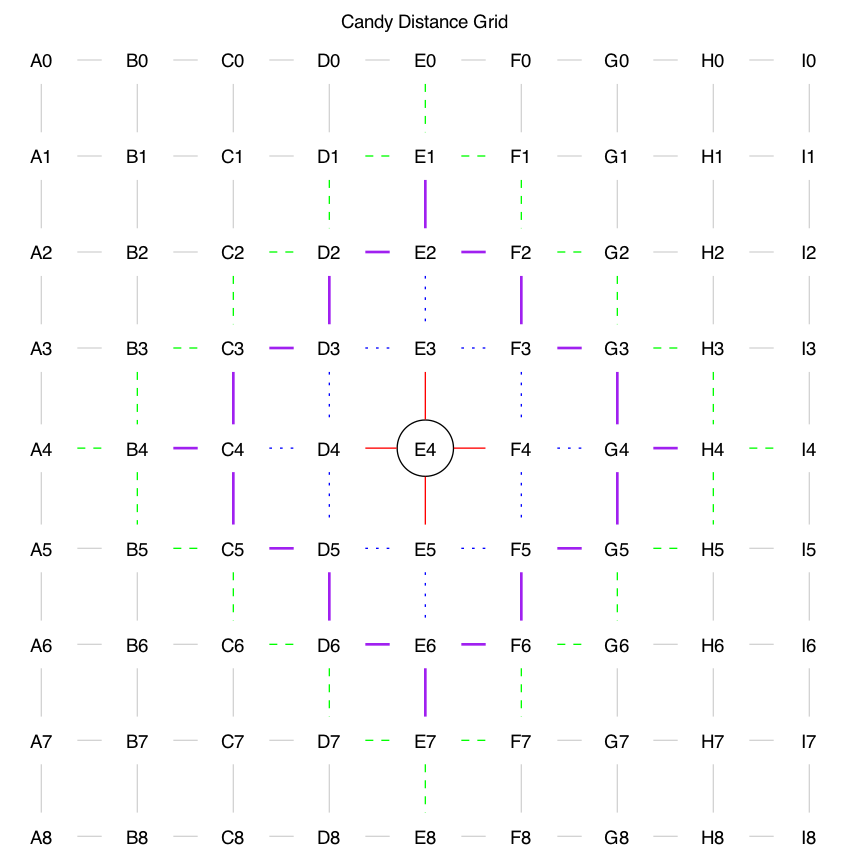 Candy Distance Grid
A0 B0 C0 D0 E0 F0 G0 H0 I0
A1 B1 C1 D1 E1 F1 G1 H1 I1
A2 B2 C2 D2 E2 F2 G2 H2 I2
A3 B3 C3 D3 E3 F3 G3 H3 I3
A4 B4 C4 D4 E4 F4 G4 H4 I4
A5 B5 C5 D5 E5 F5 G5 H5 I5
A6 B6 C6 D6 E6 F6 G6 H6 I6
A7 B7 C7 D7 E7 F7 G7 H7 I7
A8 B8 C8 D8 E8 F8 G8 H8 I8